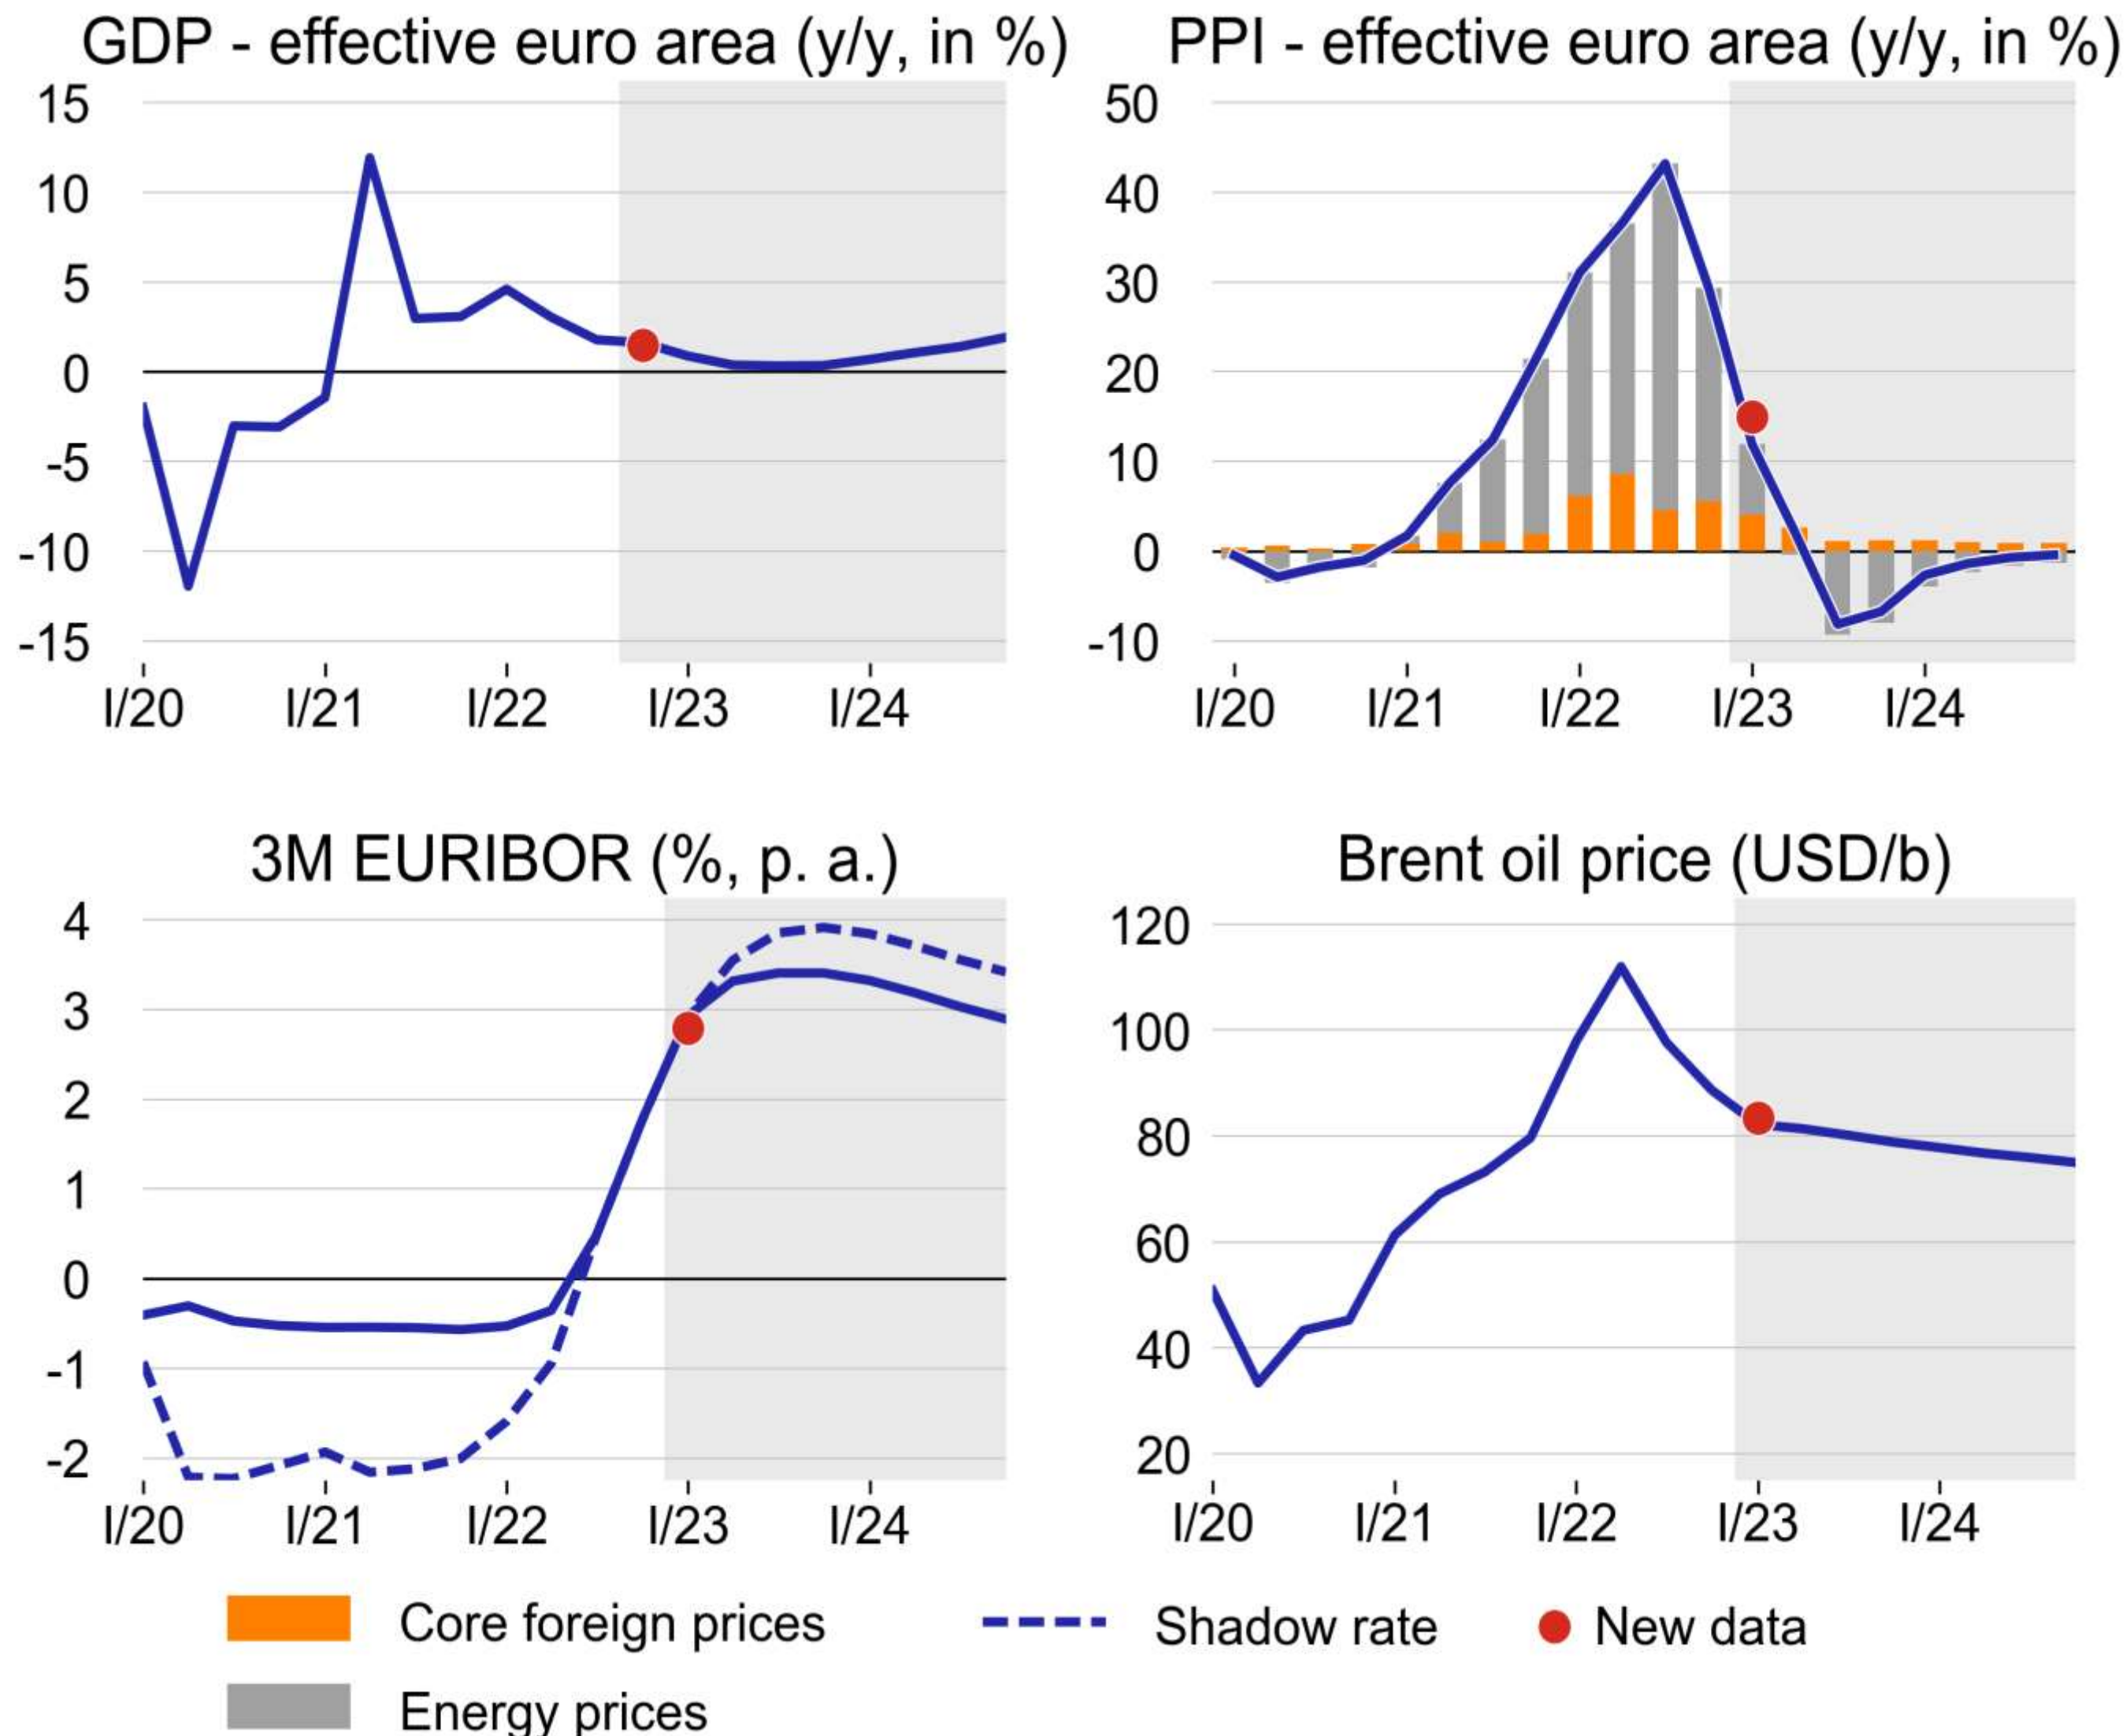 GDP - effective euro area (y/y, in %)
15
10
5
0
-5
-10
-15
I/20 I/21 I/22 I/23 I/24
PPI - effective euro area (y/y, in %)
50
40
30
20
10
0
-10
I/20 I/21 I/22 I/23 I/24
3M EURIBOR (%, p. a.)
4
3
2
1
0
-1
-2
I/20 I/21 I/22 I/23 I/24
Brent oil price (USD/b)
120
100
80
60
40
20
I/20 I/21 I/22 I/23 I/24
Core foreign prices
Shadow rate
New data
Energy prices